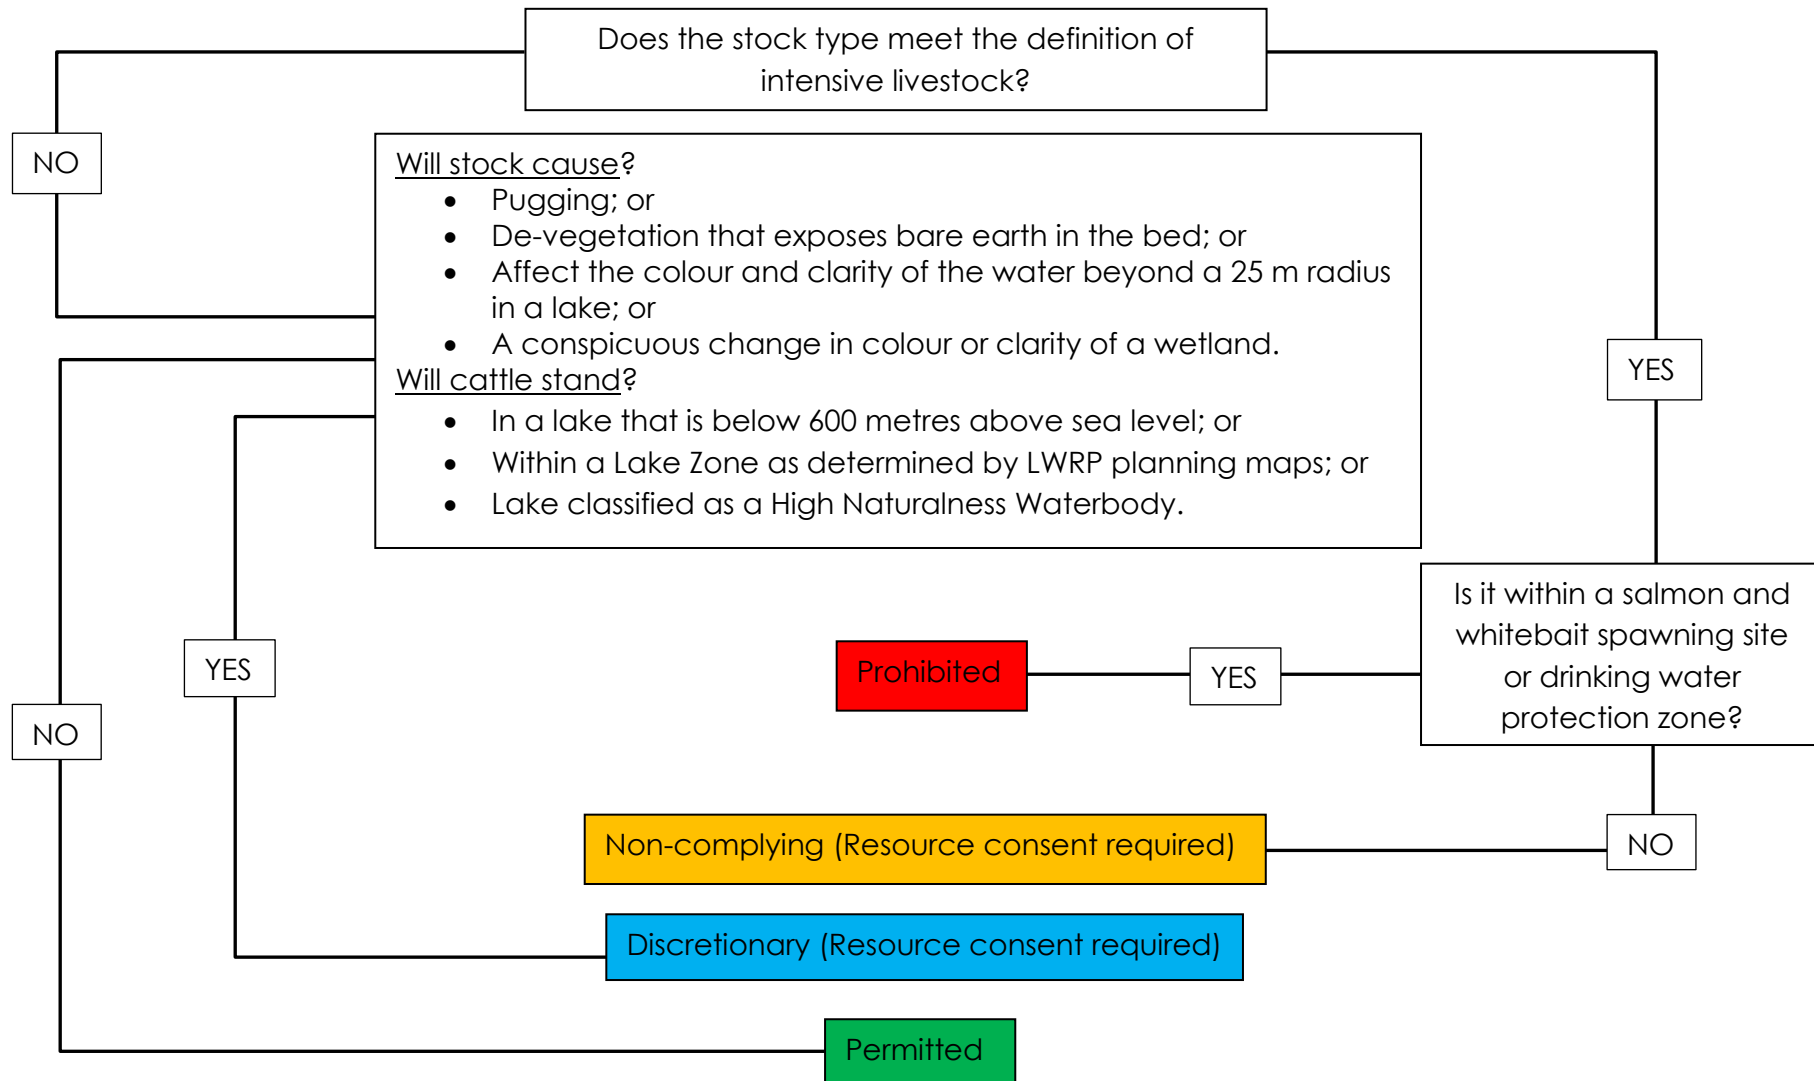 Does the stock type meet the definition of
intensive livestock?
NO
Will stock cause?
• Pugging; or
• De-vegetation that exposes bare earth in the bed; or
• Affect the colour and clarity of the water beyond a 25 m radius
in a lake; or
• A conspicuous change in colour or clarity of a wetland.
Will cattle stand?
• In a lake that is below 600 metres above sea level; or
• Within a Lake Zone as determined by LWRP planning maps; or
• Lake classified as a High Naturalness Waterbody.
YES
Is it within a salmon and
whitebait spawning site
or drinking water
protection zone?
YES
Prohibited
YES
NO
Non-complying (Resource consent required)
NO
Discretionary (Resource consent required)
Permitted